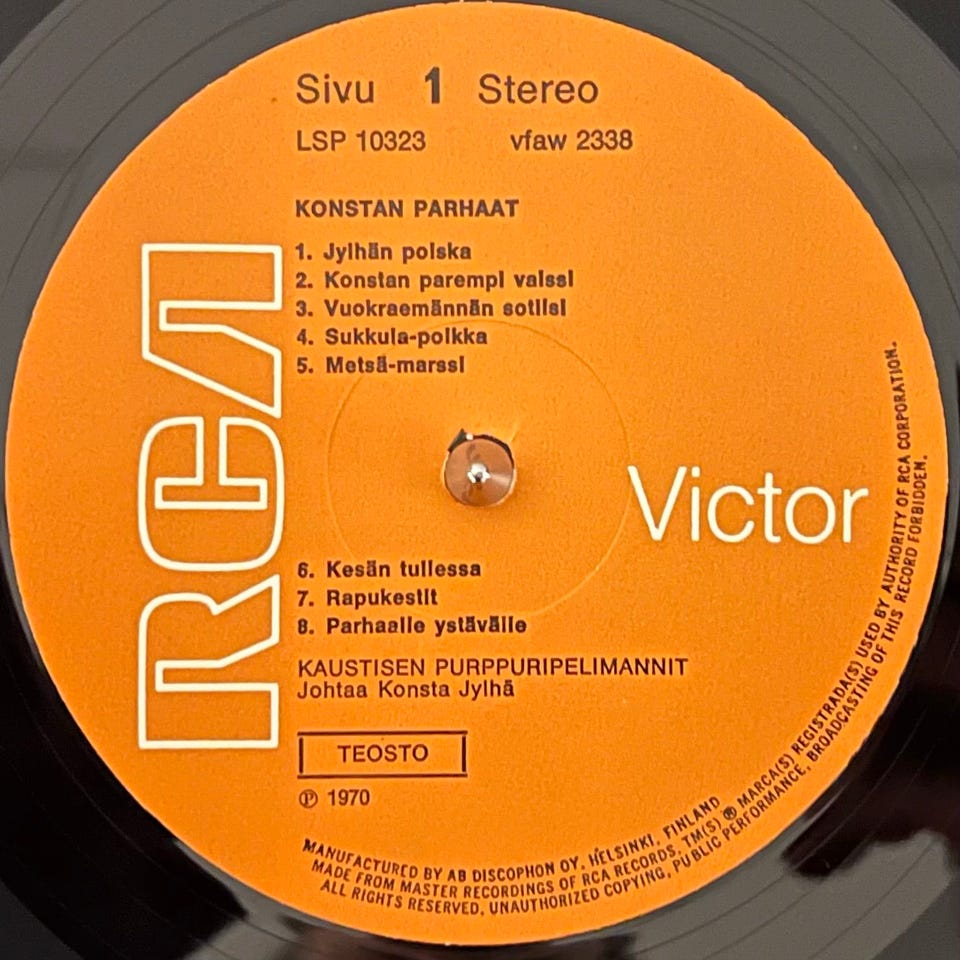 Sivu 1 Stereo
LSP 10323 vfaw 2338
KONSTAN PARHAAT
1. Jylhän polska
2. Konstan parempi valssi
3. Vuokraemännän sotiisi
4. Sukkula-polkka
5. Metsä-marssi
RCA
Victor
6. Kesän tullessa
7. Rapukestit
8. Parhaalle ystävälle
KAUSTISEN PURPPURIPELIMANNIT
Johtaa Konsta Jylhä
TEOSTO
Ⓟ 1970
MANUFACTURED BY AB DISCOPHON OY, HELSINKI, FINLAND
MADE FROM MASTER RECORDINGS OF RCA RECORDS. TM(S) ® MARCA(S) REGISTRADA(S) USED BY AUTHORITY OF RCA CORPORATION.
ALL RIGHTS RESERVED, UNAUTHORIZED COPYING, PUBLIC PERFORMANCE, BROADCASTING OF THIS RECORD FORBIDDEN.